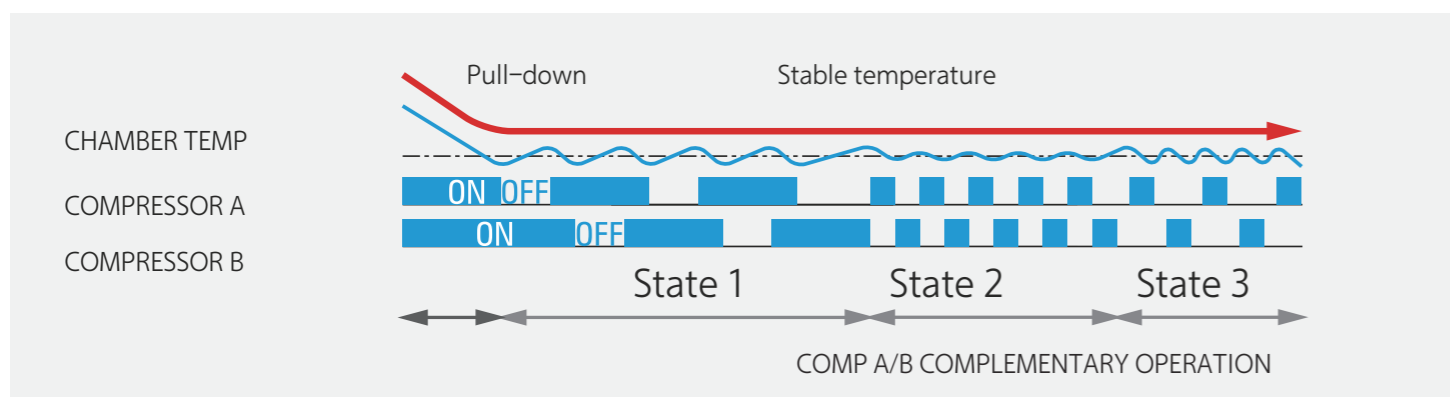 Pull-down
Stable temperature
CHAMBER TEMP
COMPRESSOR A
ON OFF
COMPRESSOR B
ON OFF
State 1
State 2
State 3
COMP A/B COMPLEMENTARY OPERATION